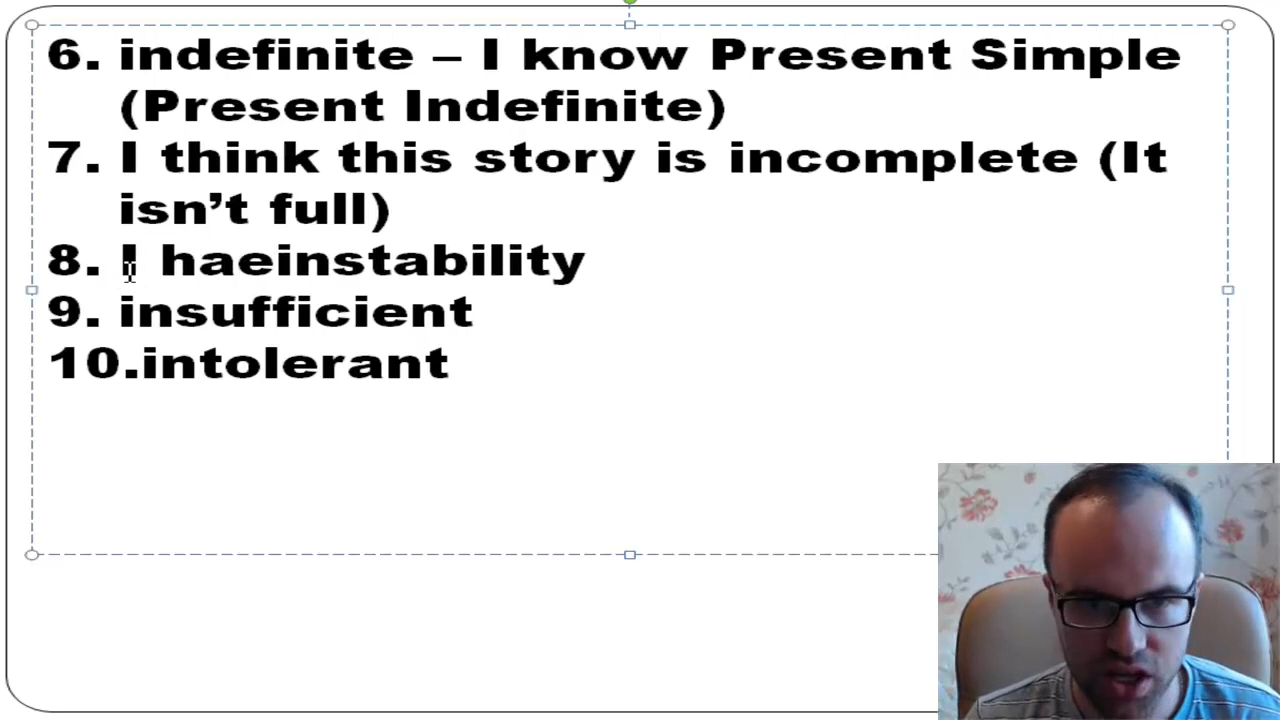 6. indefinite – I know Present Simple
(Present Indefinite)
7. I think this story is incomplete (It
isn’t full)
8. I haeinstability
9. insufficient
10.intolerant